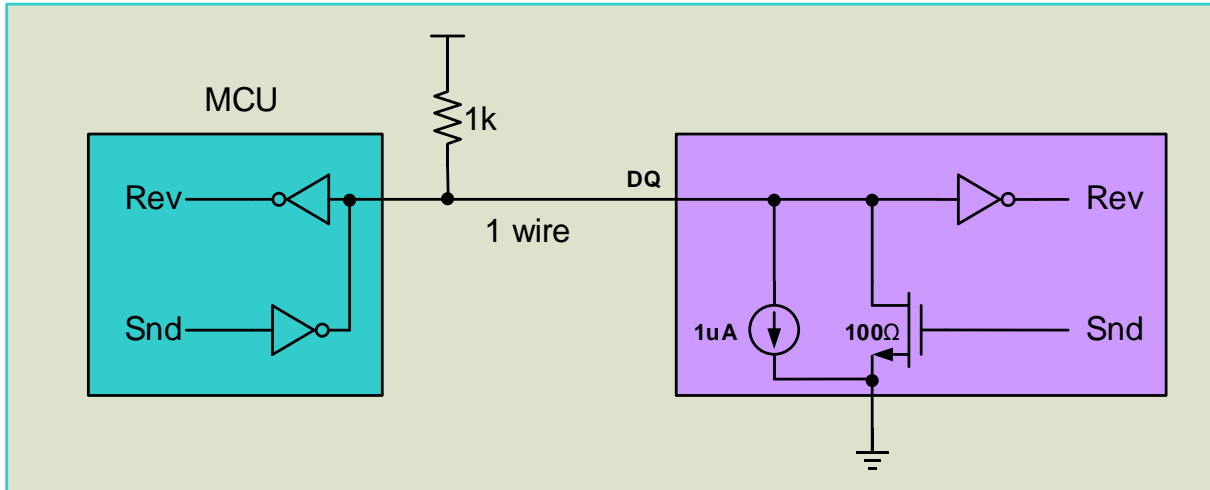 MCU
1k
Rev
DQ
Rev
1 wire
Snd
1uA
100Ω
Snd